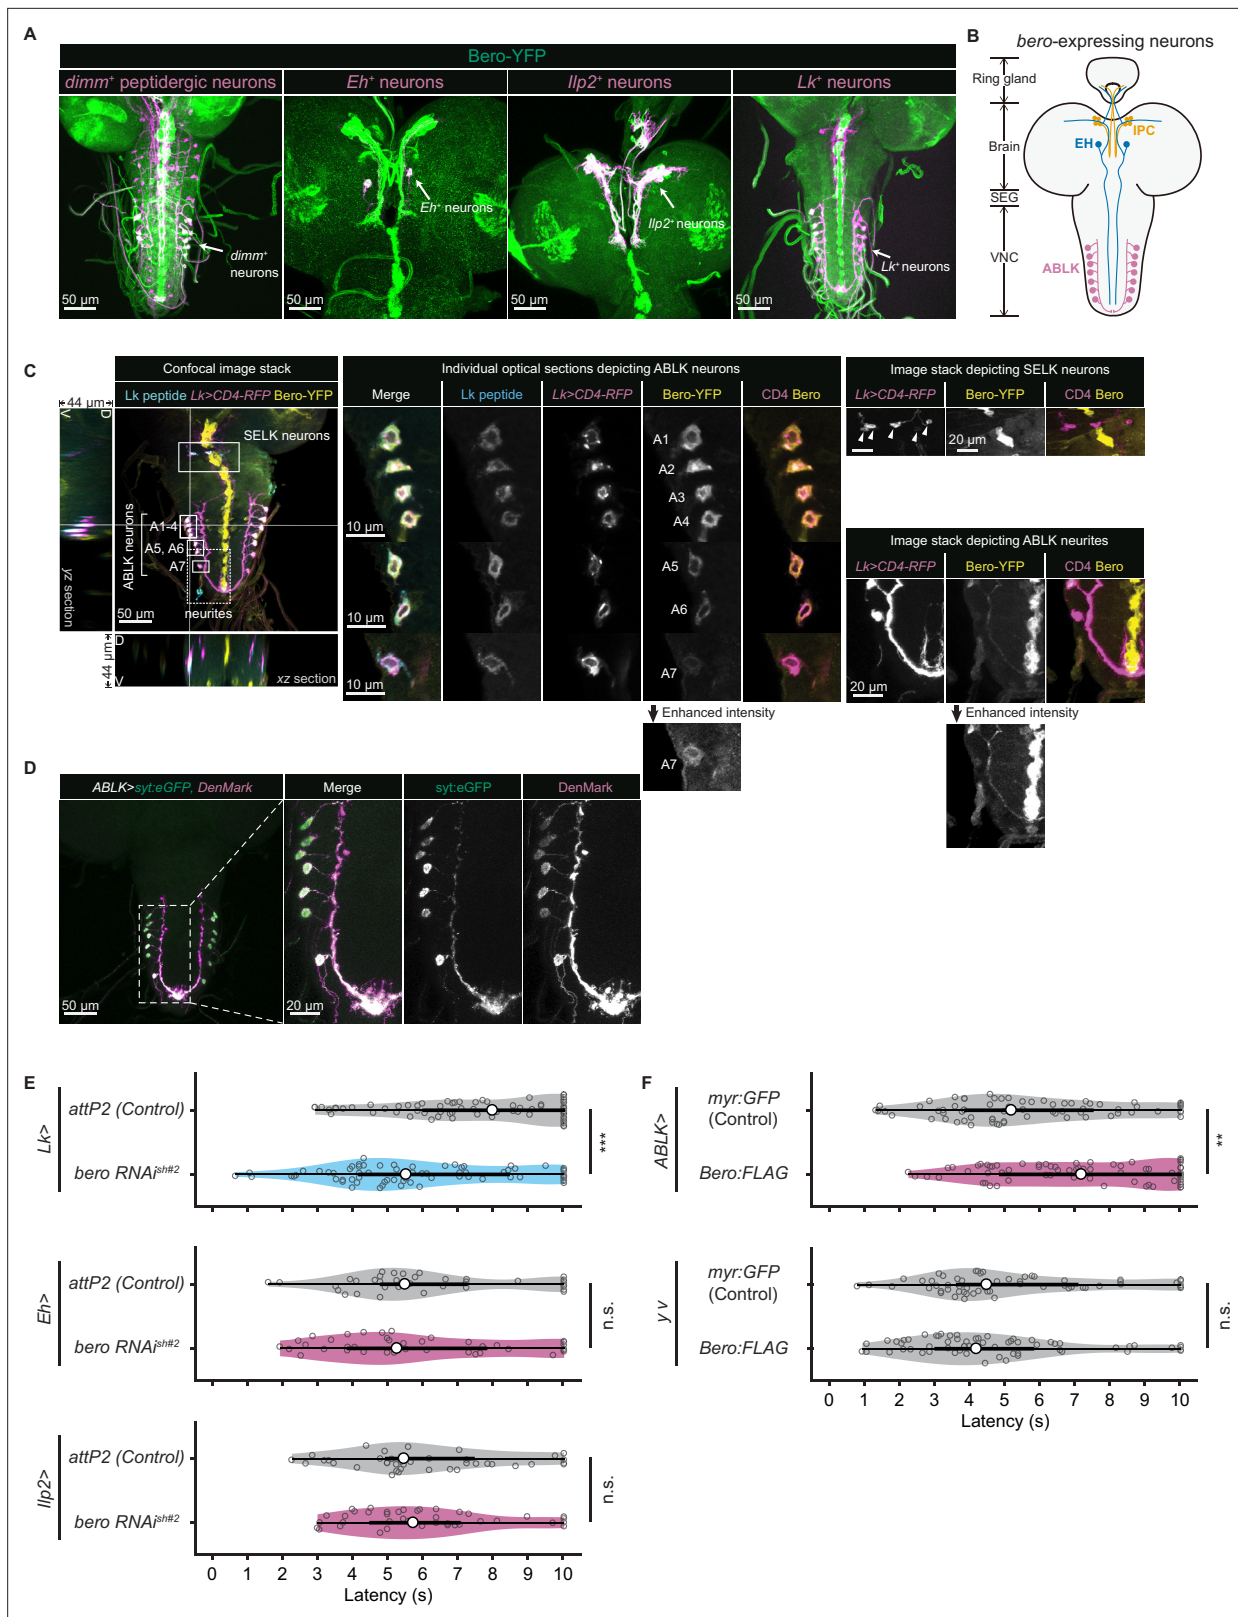 A
Bero-YFP
dimm⁺ peptidergic neurons
Eh⁺ neurons
Ilp2⁺ neurons
Lk⁺ neurons
dimm⁺
neurons
Eh⁺ neurons
Ilp2⁺ neurons
Lk⁺ neurons
50 µm
50 µm
50 µm
50 µm
B
bero-expressing neurons
Ring gland
Brain
SEG
VNC
IPC
EH
ABLK
C
Confocal image stack
Lk peptide Lk>CD4-RFP Bero-YFP
44 µm
V
D
yz section
SELK neurons
ABLK neurons
A1-4
A5, A6
A7
neurites
50 µm
44 µm
D
V
xz section
Individual optical sections depicting ABLK neurons
Merge
Lk peptide
Lk>CD4-RFP
Bero-YFP
CD4 Bero
A1
A2
A3
A4
10 µm
A5
A6
10 µm
A7
10 µm
Enhanced intensity
A7
Image stack depicting SELK neurons
Lk>CD4-RFP
Bero-YFP
CD4 Bero
20 µm
Image stack depicting ABLK neurites
Lk>CD4-RFP
Bero-YFP
CD4 Bero
20 µm
Enhanced intensity
D
ABLK>syt:eGFP, DenMark
Merge
syt:eGFP
DenMark
50 µm
20 µm
E
Lk>
attP2 (Control)
bero RNAi^sh#2
***
Eh>
attP2 (Control)
bero RNAi^sh#2
n.s.
Ilp2>
attP2 (Control)
bero RNAi^sh#2
n.s.
0 1 2 3 4 5 6 7 8 9 10
Latency (s)
F
ABLK>
myr:GFP
(Control)
Bero:FLAG
**
y v
myr:GFP
(Control)
Bero:FLAG
n.s.
0 1 2 3 4 5 6 7 8 9 10
Latency (s)